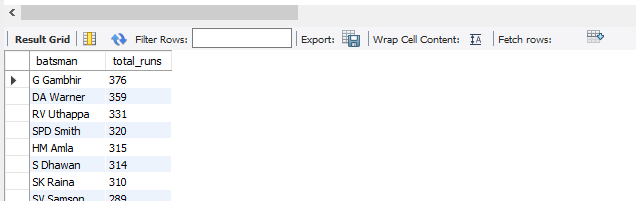 Result Grid Filter Rows: Export: Wrap Cell Content: Fetch rows:
batsman total_runs
G Gambhir 376
DA Warner 359
RV Uthappa 331
SPD Smith 320
HM Amla 315
S Dhawan 314
SK Raina 310
SV Samson 289